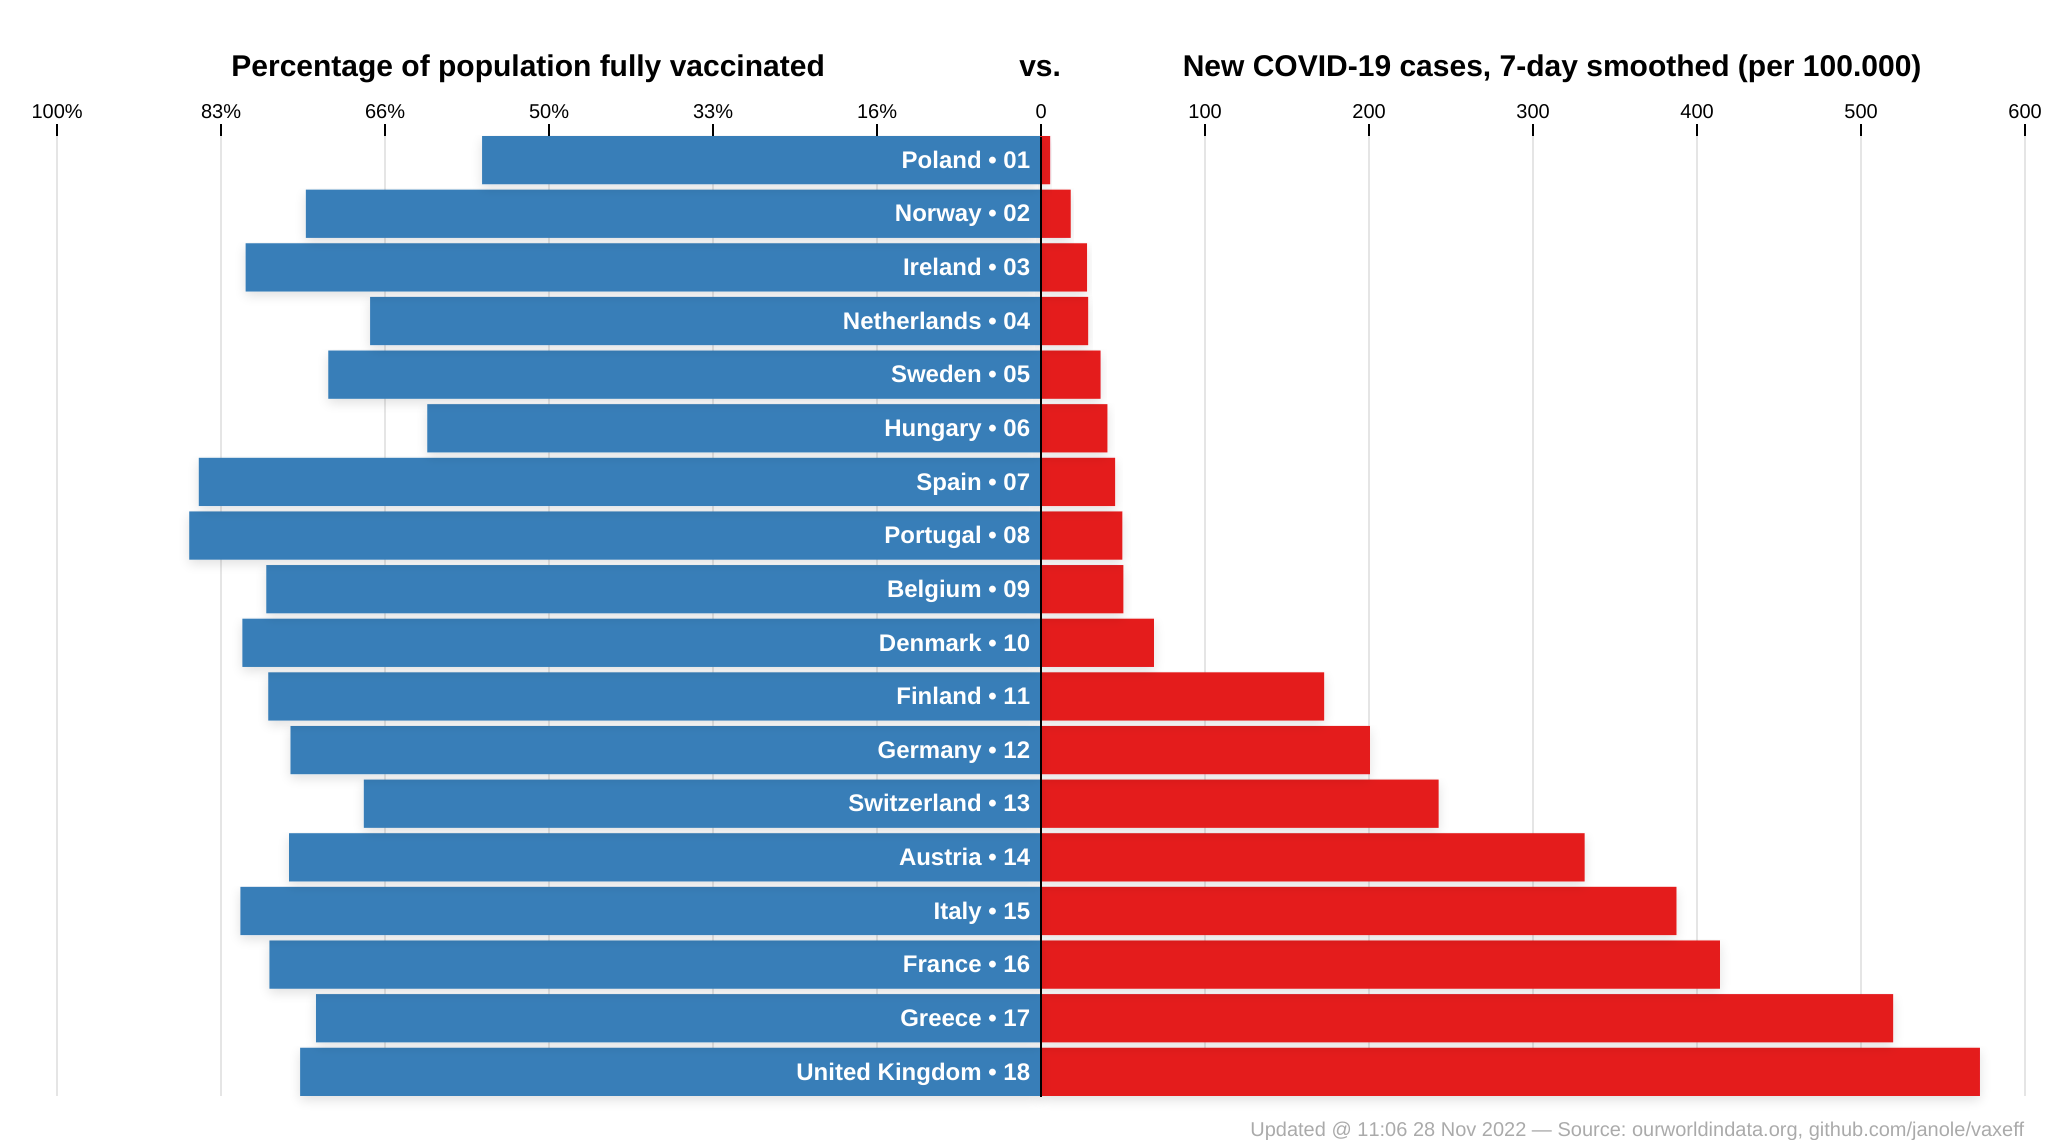 Percentage of population fully vaccinated vs. New COVID-19 cases, 7-day smoothed (per 100.000)
100% 83% 66% 50% 33% 16% 0 100 200 300 400 500 600
Poland • 01
Norway • 02
Ireland • 03
Netherlands • 04
Sweden • 05
Hungary • 06
Spain • 07
Portugal • 08
Belgium • 09
Denmark • 10
Finland • 11
Germany • 12
Switzerland • 13
Austria • 14
Italy • 15
France • 16
Greece • 17
United Kingdom • 18
Updated @ 11:06 28 Nov 2022 — Source: ourworldindata.org, github.com/janole/vaxeff